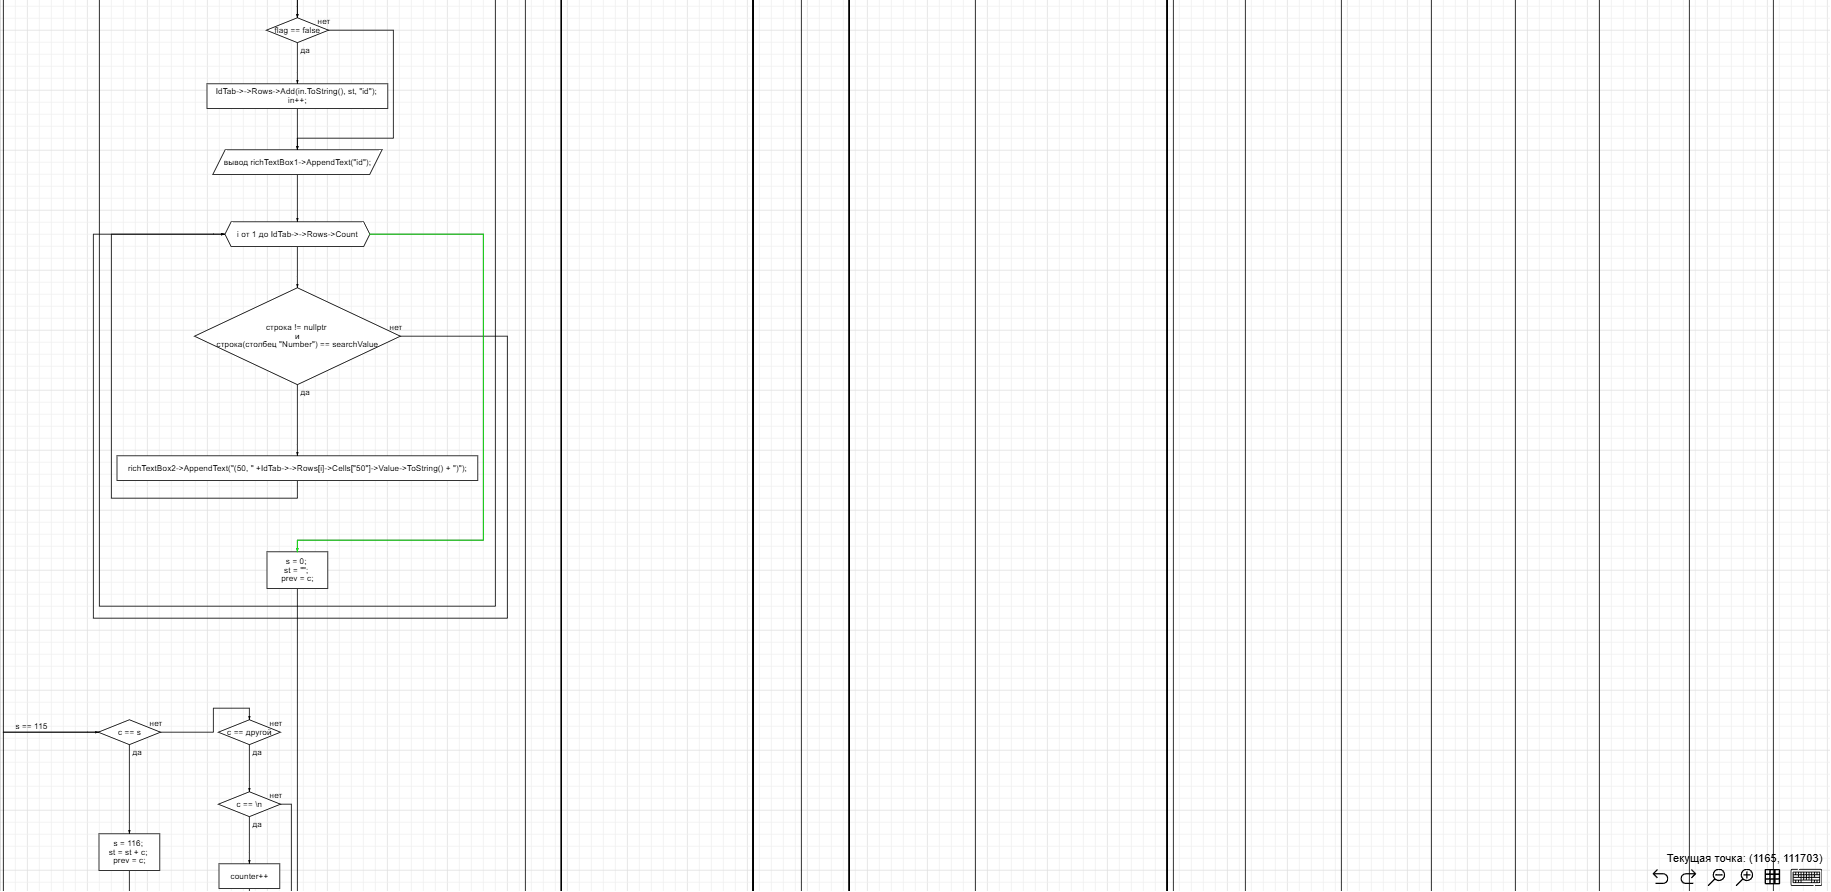 нет
flag == false
да
IdTab->->Rows->Add(in.ToString(), st, "id");
in++;
вывод richTextBox1->AppendText("id");
i от 1 до IdTab->->Rows->Count
строка != nullptr
и
строка(столбец "Number") == searchValue
нет
да
richTextBox2->AppendText("(50, " +IdTab->->Rows[i]->Cells["50"]->Value->ToString() + ")");
s = 0;
st = "";
prev = c;
s == 115
c == s
нет
да
c == другой
нет
да
c == \n
нет
да
s = 116;
st = st + c;
prev = c;
counter++
Текущая точка: (1165, 111703)